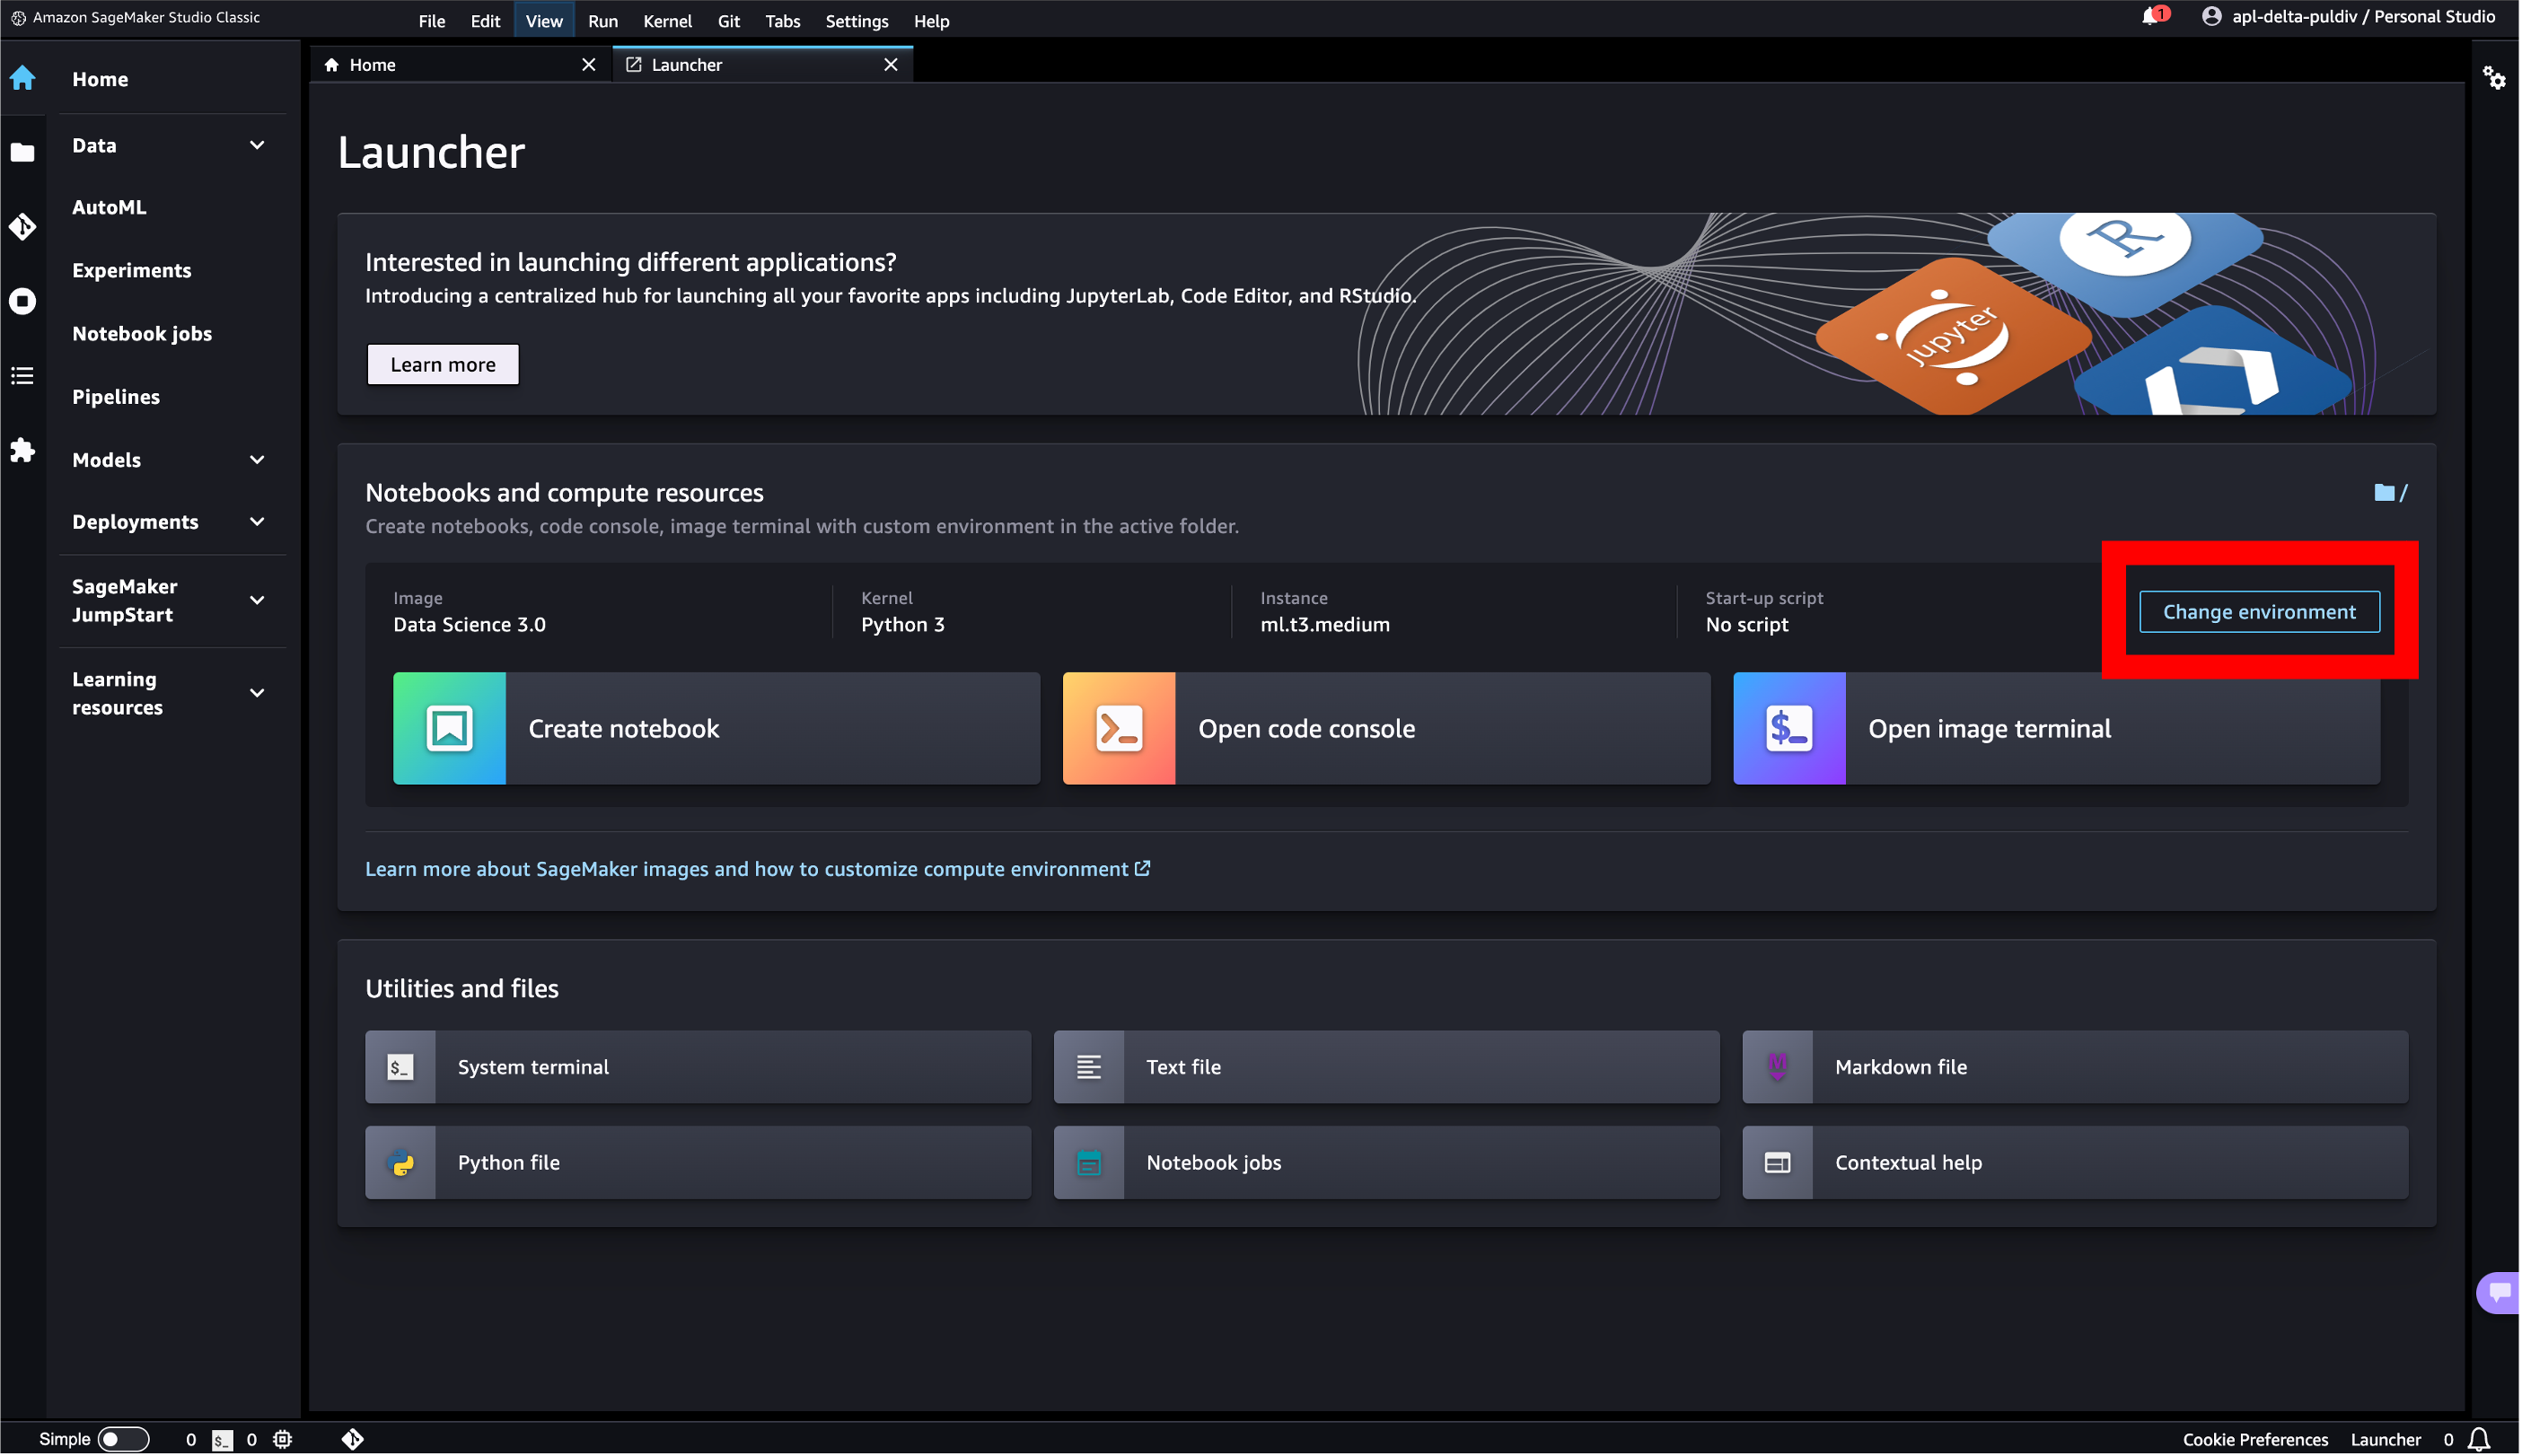 Amazon SageMaker Studio Classic
File Edit View Run Kernel Git Tabs Settings Help
1
apl-delta-puldiv / Personal Studio
Home
Launcher
Home
Data
AutoML
Experiments
Notebook jobs
Pipelines
Models
Deployments
SageMaker
JumpStart
Learning
resources
Launcher
Interested in launching different applications?
Introducing a centralized hub for launching all your favorite apps including JupyterLab, Code Editor, and RStudio.
Learn more
R
jupyter
Notebooks and compute resources
/
Create notebooks, code console, image terminal with custom environment in the active folder.
Image
Data Science 3.0
Kernel
Python 3
Instance
ml.t3.medium
Start-up script
No script
Change environment
Create notebook
Open code console
$_
Open image terminal
Learn more about SageMaker images and how to customize compute environment
Utilities and files
$_
System terminal
Text file
M
Markdown file
Python file
Notebook jobs
Contextual help
Simple
0
$_
0
Cookie Preferences
Launcher
0